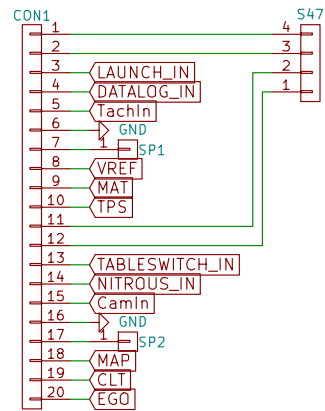 CON1 S47
1 4
2 3
3 LAUNCH_IN 2
4 DATALOG_IN 1
5 TachIn
6 GND
7 1 SP1
8 VREF
9 MAT
10 TPS
11
12
13 TABLESWITCH_IN
14 NITROUS_IN
15 CamIn
16 GND
17 1 SP2
18 MAP
19 CLT
20 EGO